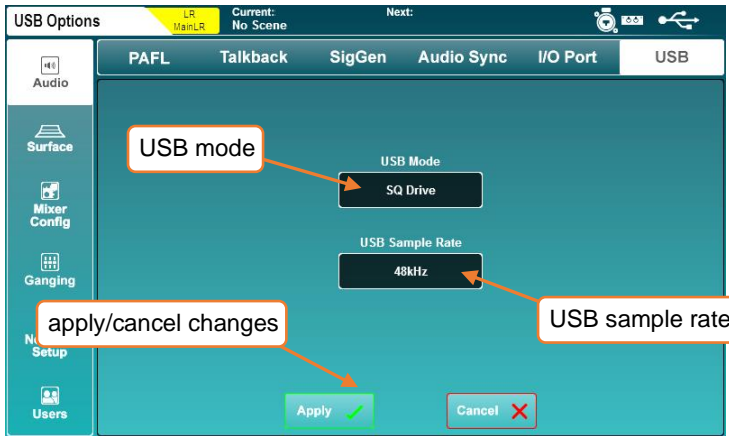 USB Options
LR
MainLR
Current:
No Scene
Next:
PAFL
Talkback
SigGen
Audio Sync
I/O Port
USB
Audio
Surface
Mixer
Config
Ganging
Setup
Users
USB mode
USB Mode
SQ Drive
USB Sample Rate
48kHz
USB sample rate
apply/cancel changes
Apply
Cancel